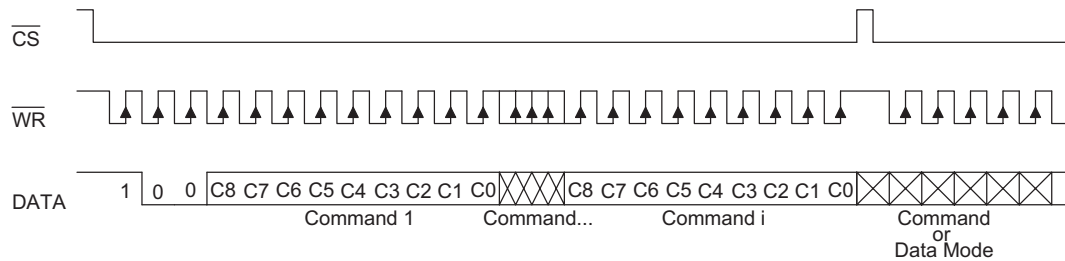 CS
WR
DATA 1 0 0 C8 C7 C6 C5 C4 C3 C2 C1 C0 C8 C7 C6 C5 C4 C3 C2 C1 C0
Command 1 Command... Command i Command
or
Data Mode